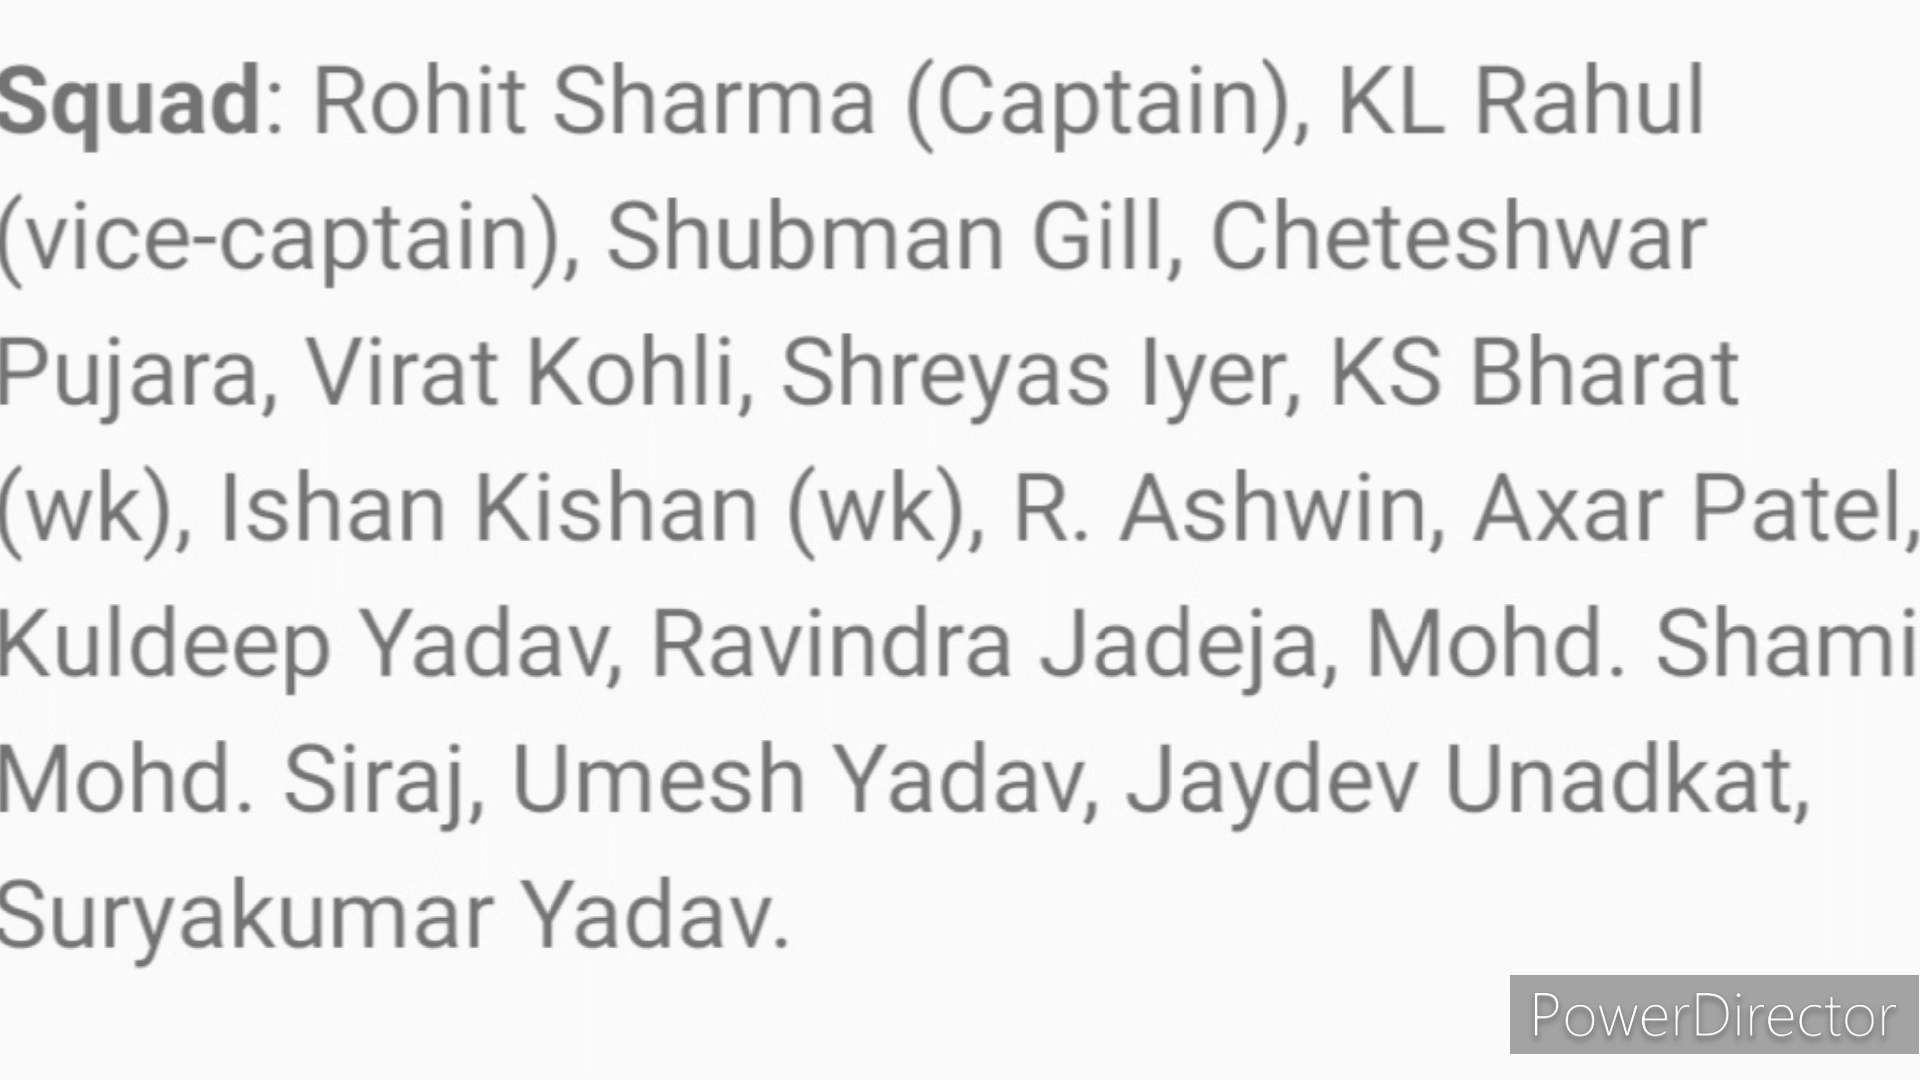 Squad: Rohit Sharma (Captain), KL Rahul
(vice-captain), Shubman Gill, Cheteshwar
Pujara, Virat Kohli, Shreyas Iyer, KS Bharat
(wk), Ishan Kishan (wk), R. Ashwin, Axar Patel,
Kuldeep Yadav, Ravindra Jadeja, Mohd. Shami
Mohd. Siraj, Umesh Yadav, Jaydev Unadkat,
Suryakumar Yadav.
PowerDirector